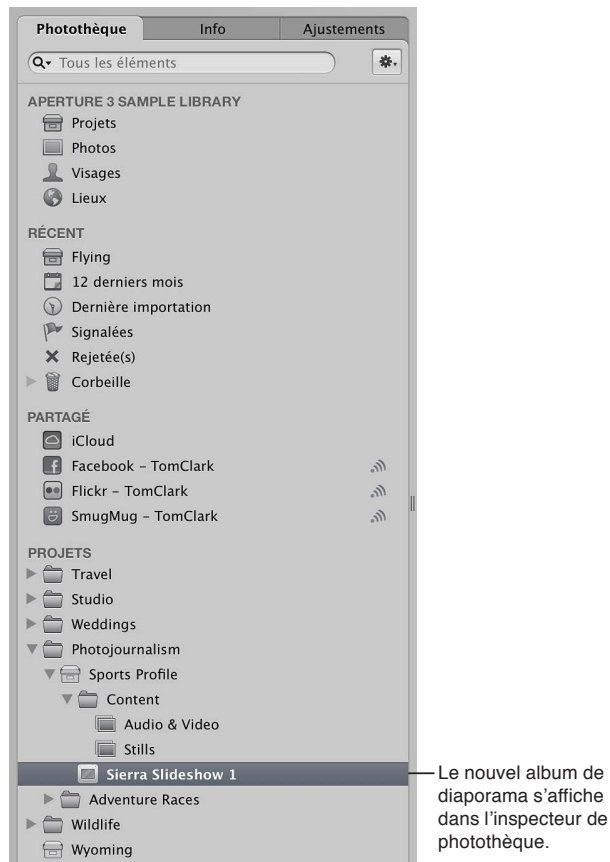 Photothèque Info Ajustements
Tous les éléments
APERTURE 3 SAMPLE LIBRARY
Projets
Photos
Visages
Lieux
RÉCENT
Flying
12 derniers mois
Dernière importation
Signalées
Rejetée(s)
Corbeille
PARTAGÉ
iCloud
Facebook – TomClark
Flickr – TomClark
SmugMug – TomClark
PROJETS
Travel
Studio
Weddings
Photojournalism
Sports Profile
Content
Audio & Video
Stills
Sierra Slideshow 1
Adventure Races
Wildlife
Wyoming
Le nouvel album de
diaporama s’affiche
dans l’inspecteur de
photothèque.